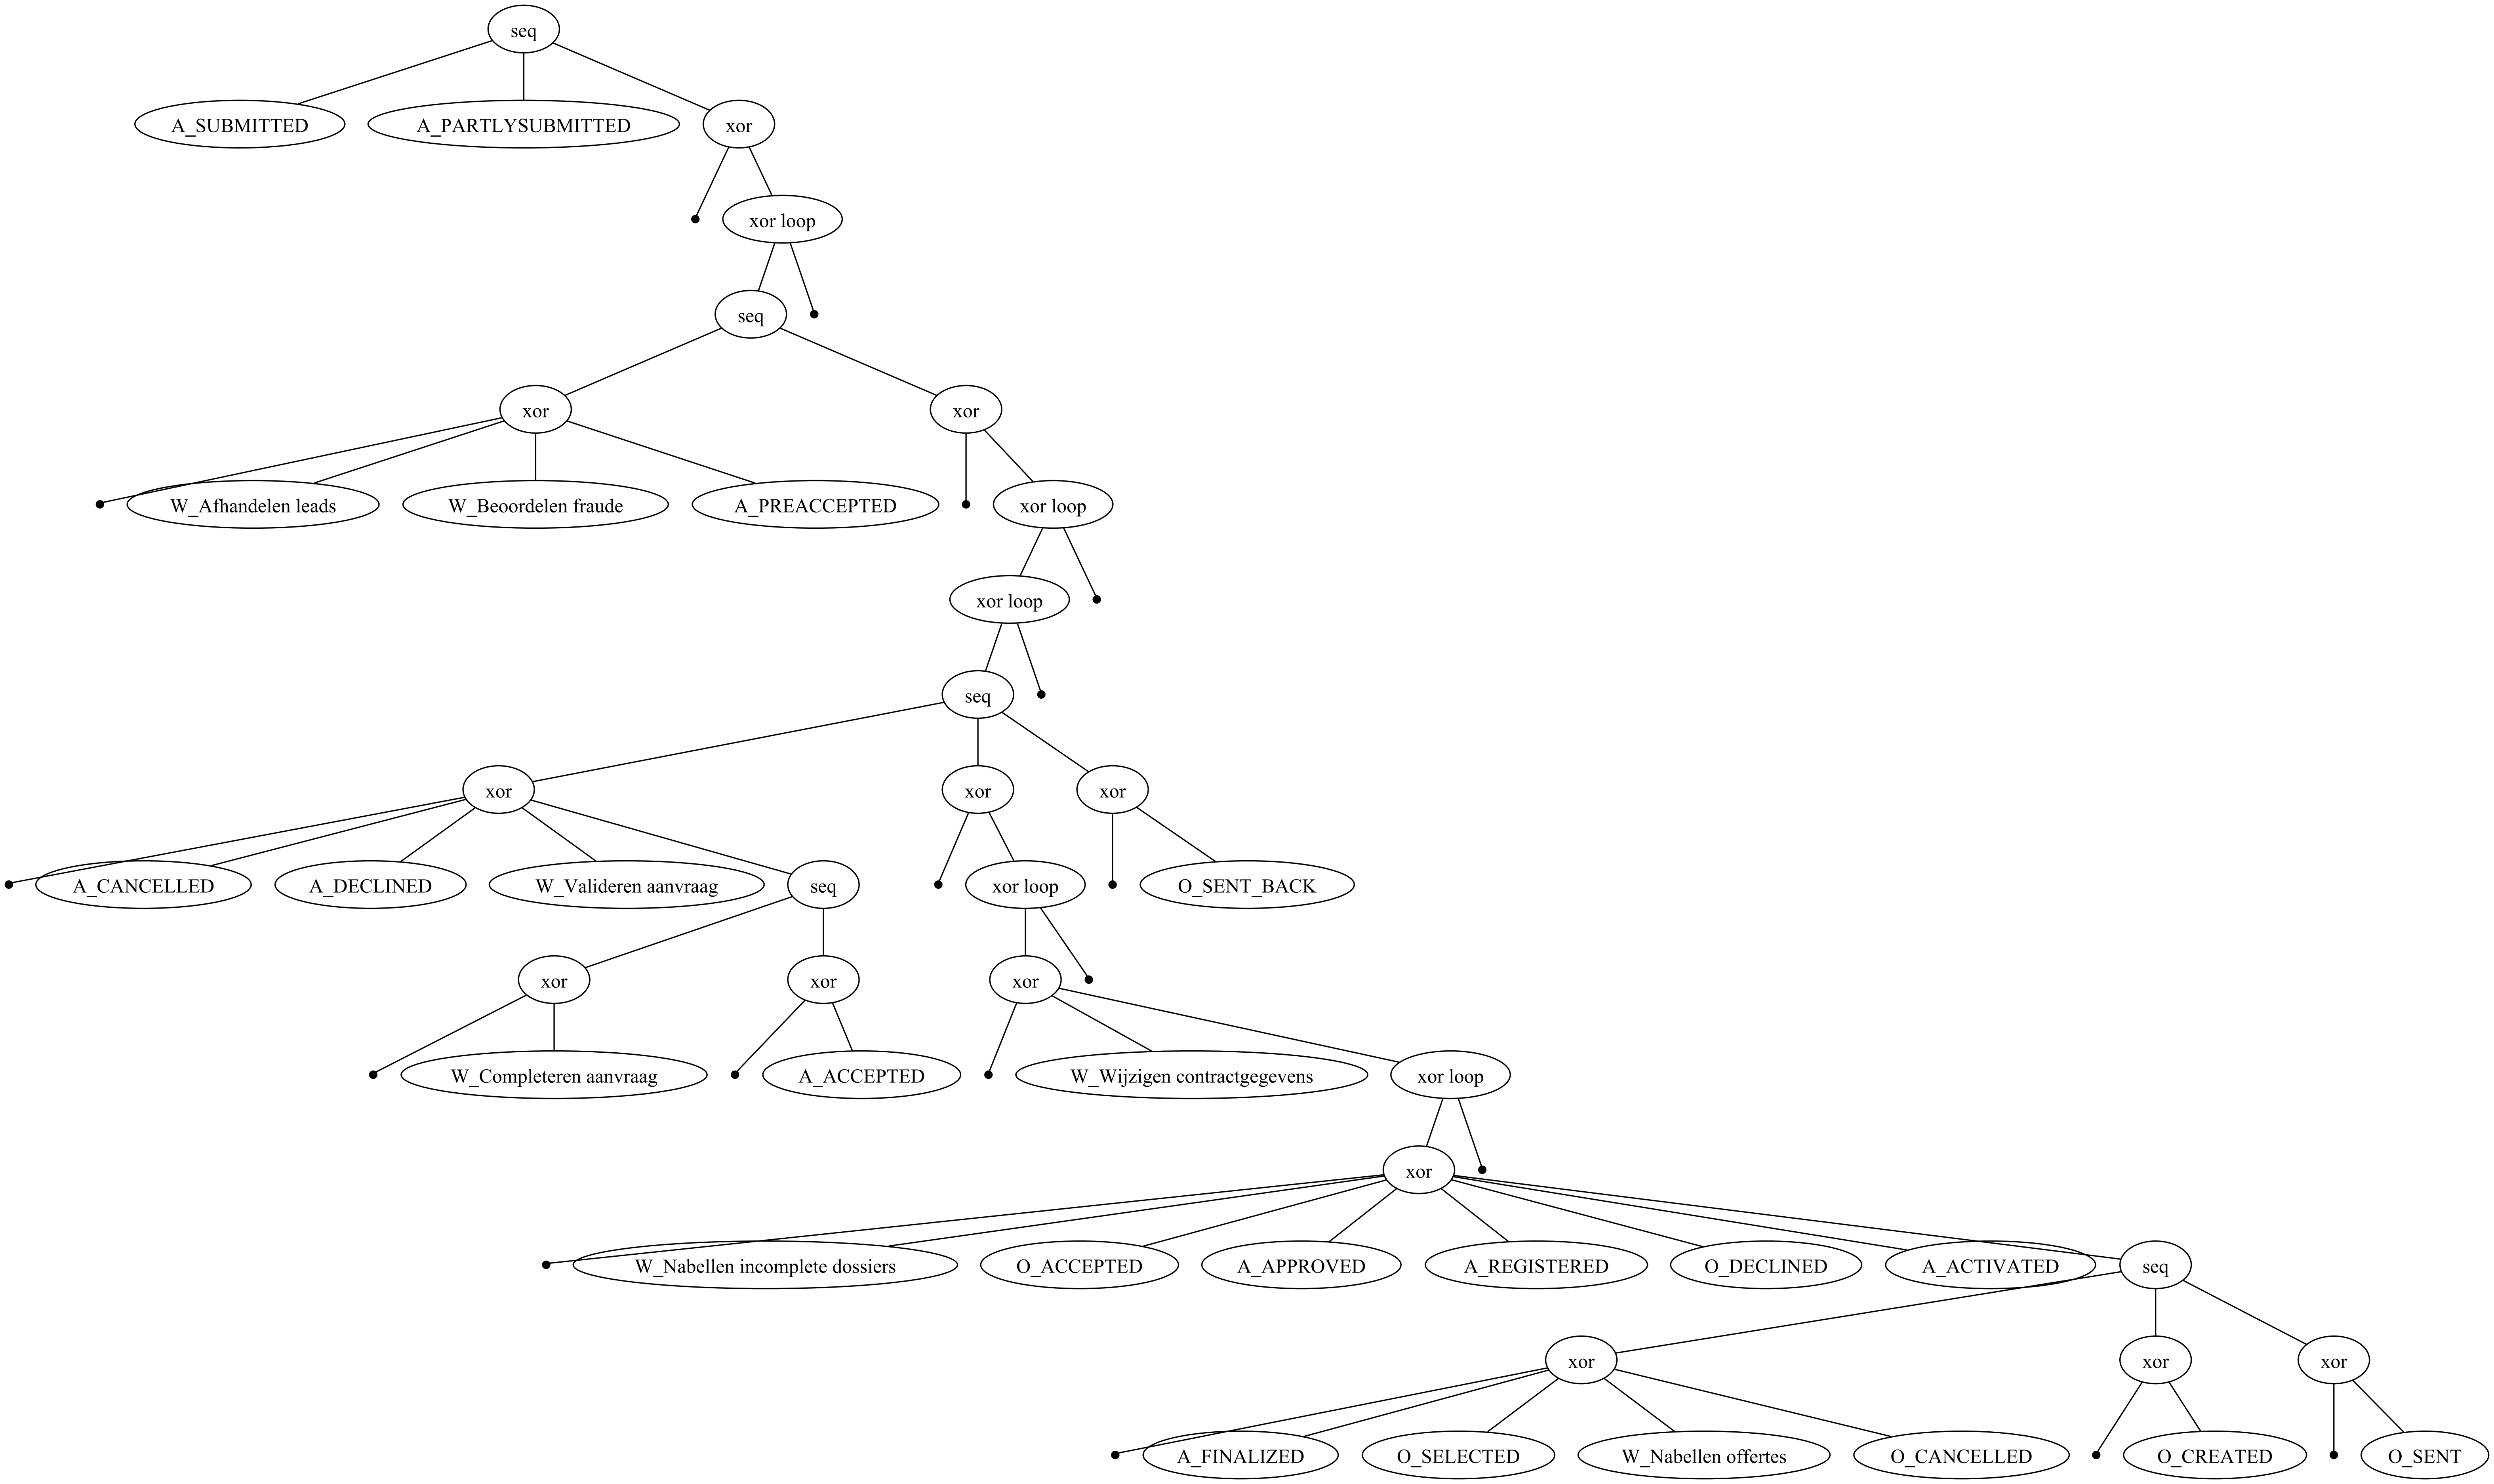 seq
A_SUBMITTED
A_PARTLYSUBMITTED
xor
xor loop
seq
xor
xor
W_Afhandelen leads
W_Beoordelen fraude
A_PREACCEPTED
xor loop
xor loop
seq
xor
xor
xor
A_CANCELLED
A_DECLINED
W_Valideren aanvraag
seq
xor loop
O_SENT_BACK
xor
xor
xor
W_Completeren aanvraag
A_ACCEPTED
W_Wijzigen contractgegevens
xor loop
xor
W_Nabellen incomplete dossiers
O_ACCEPTED
A_APPROVED
A_REGISTERED
O_DECLINED
A_ACTIVATED
seq
xor
xor
xor
A_FINALIZED
O_SELECTED
W_Nabellen offertes
O_CANCELLED
O_CREATED
O_SENT